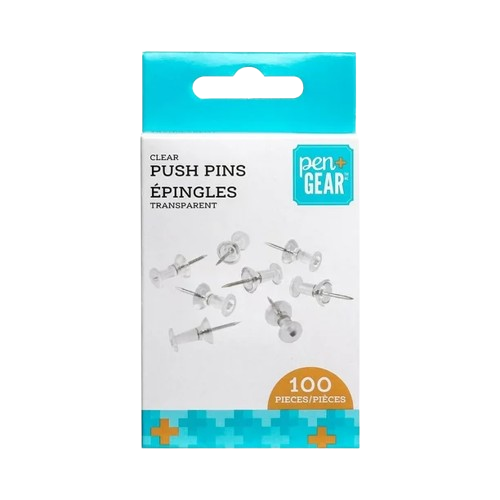 CLEAR
PUSH PINS
ÉPINGLES
TRANSPARENT
pen+
GEAR
100
PIECES/PIÈCES